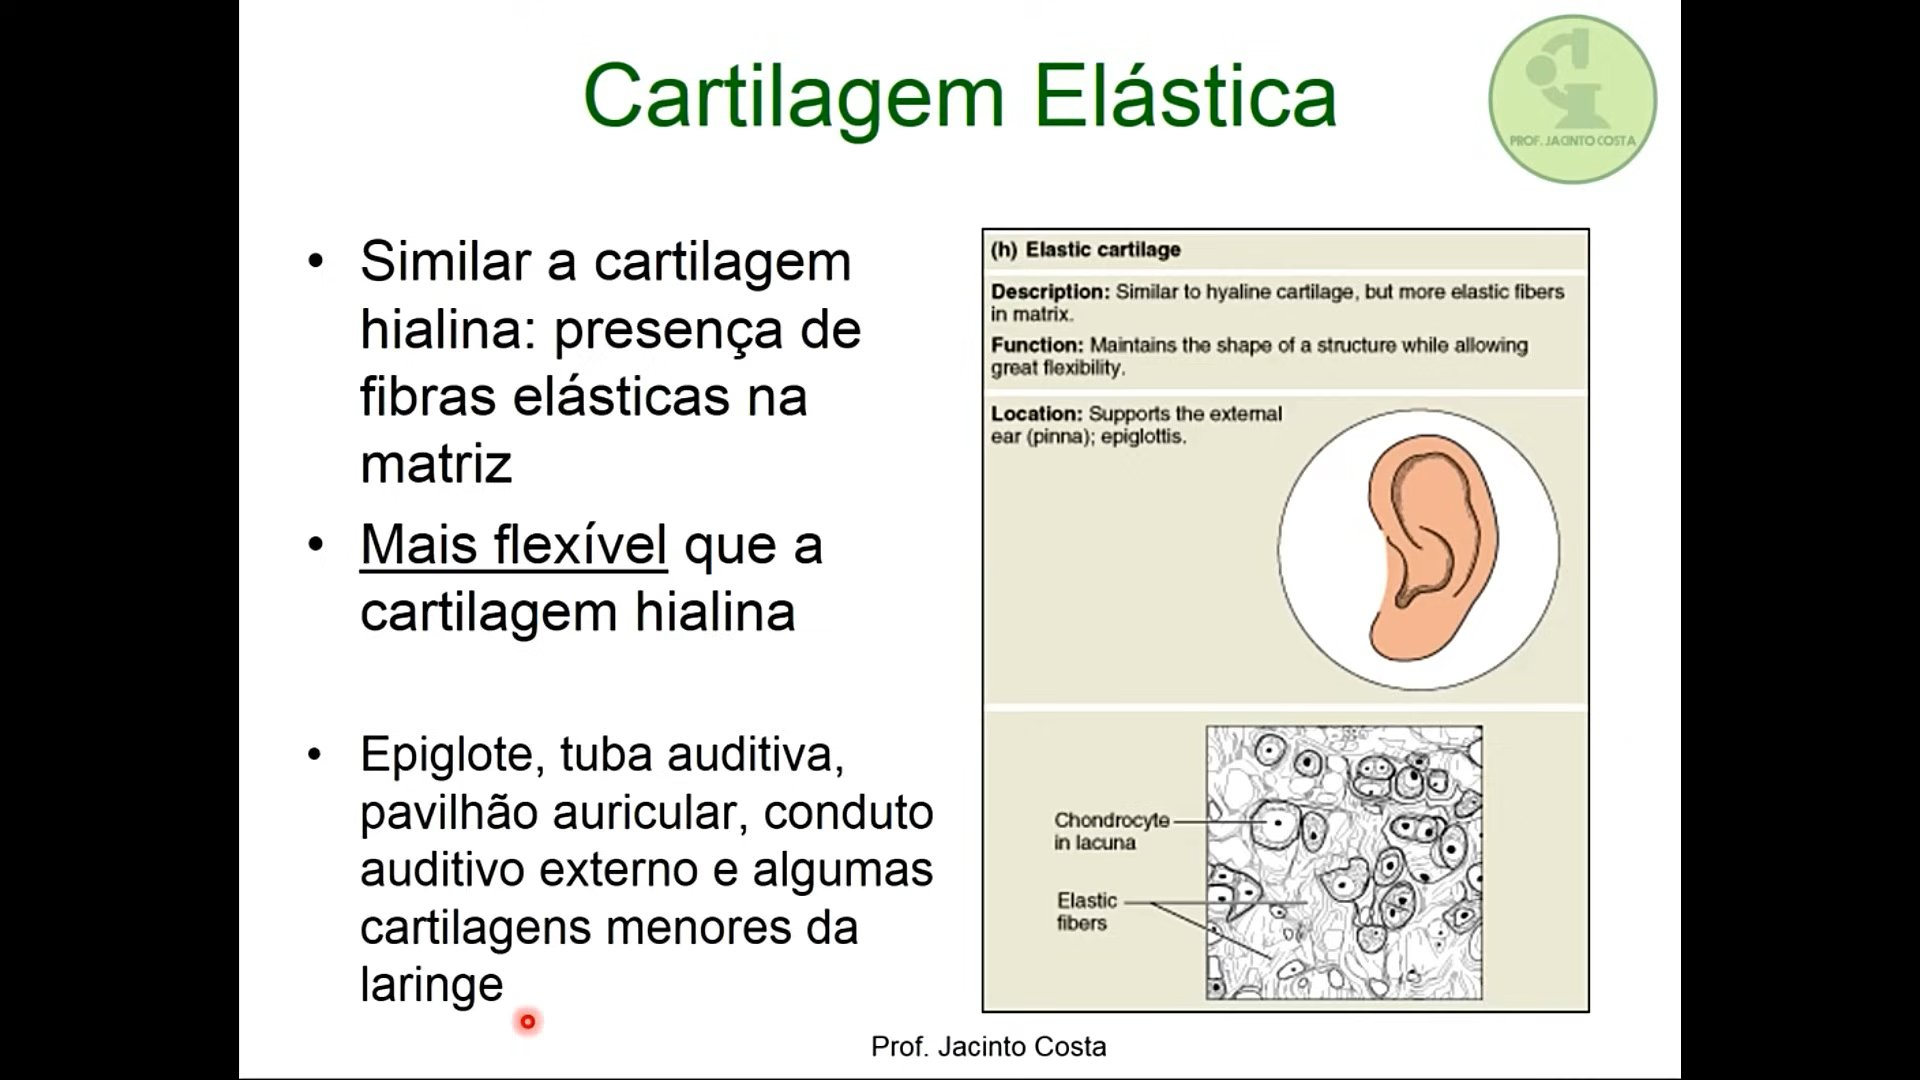 Cartilagem Elástica
PROF. JACINTO COSTA
• Similar a cartilagem
hialina: presença de
fibras elásticas na
matriz
• Mais flexível que a
cartilagem hialina
• Epiglote, tuba auditiva,
pavilhão auricular, conduto
auditivo externo e algumas
cartilagens menores da
laringe
(h) Elastic cartilage
Description: Similar to hyaline cartilage, but more elastic fibers
in matrix.
Function: Maintains the shape of a structure while allowing
great flexibility.
Location: Supports the external
ear (pinna); epiglottis.
Chondrocyte
in lacuna
Elastic
fibers
Prof. Jacinto Costa